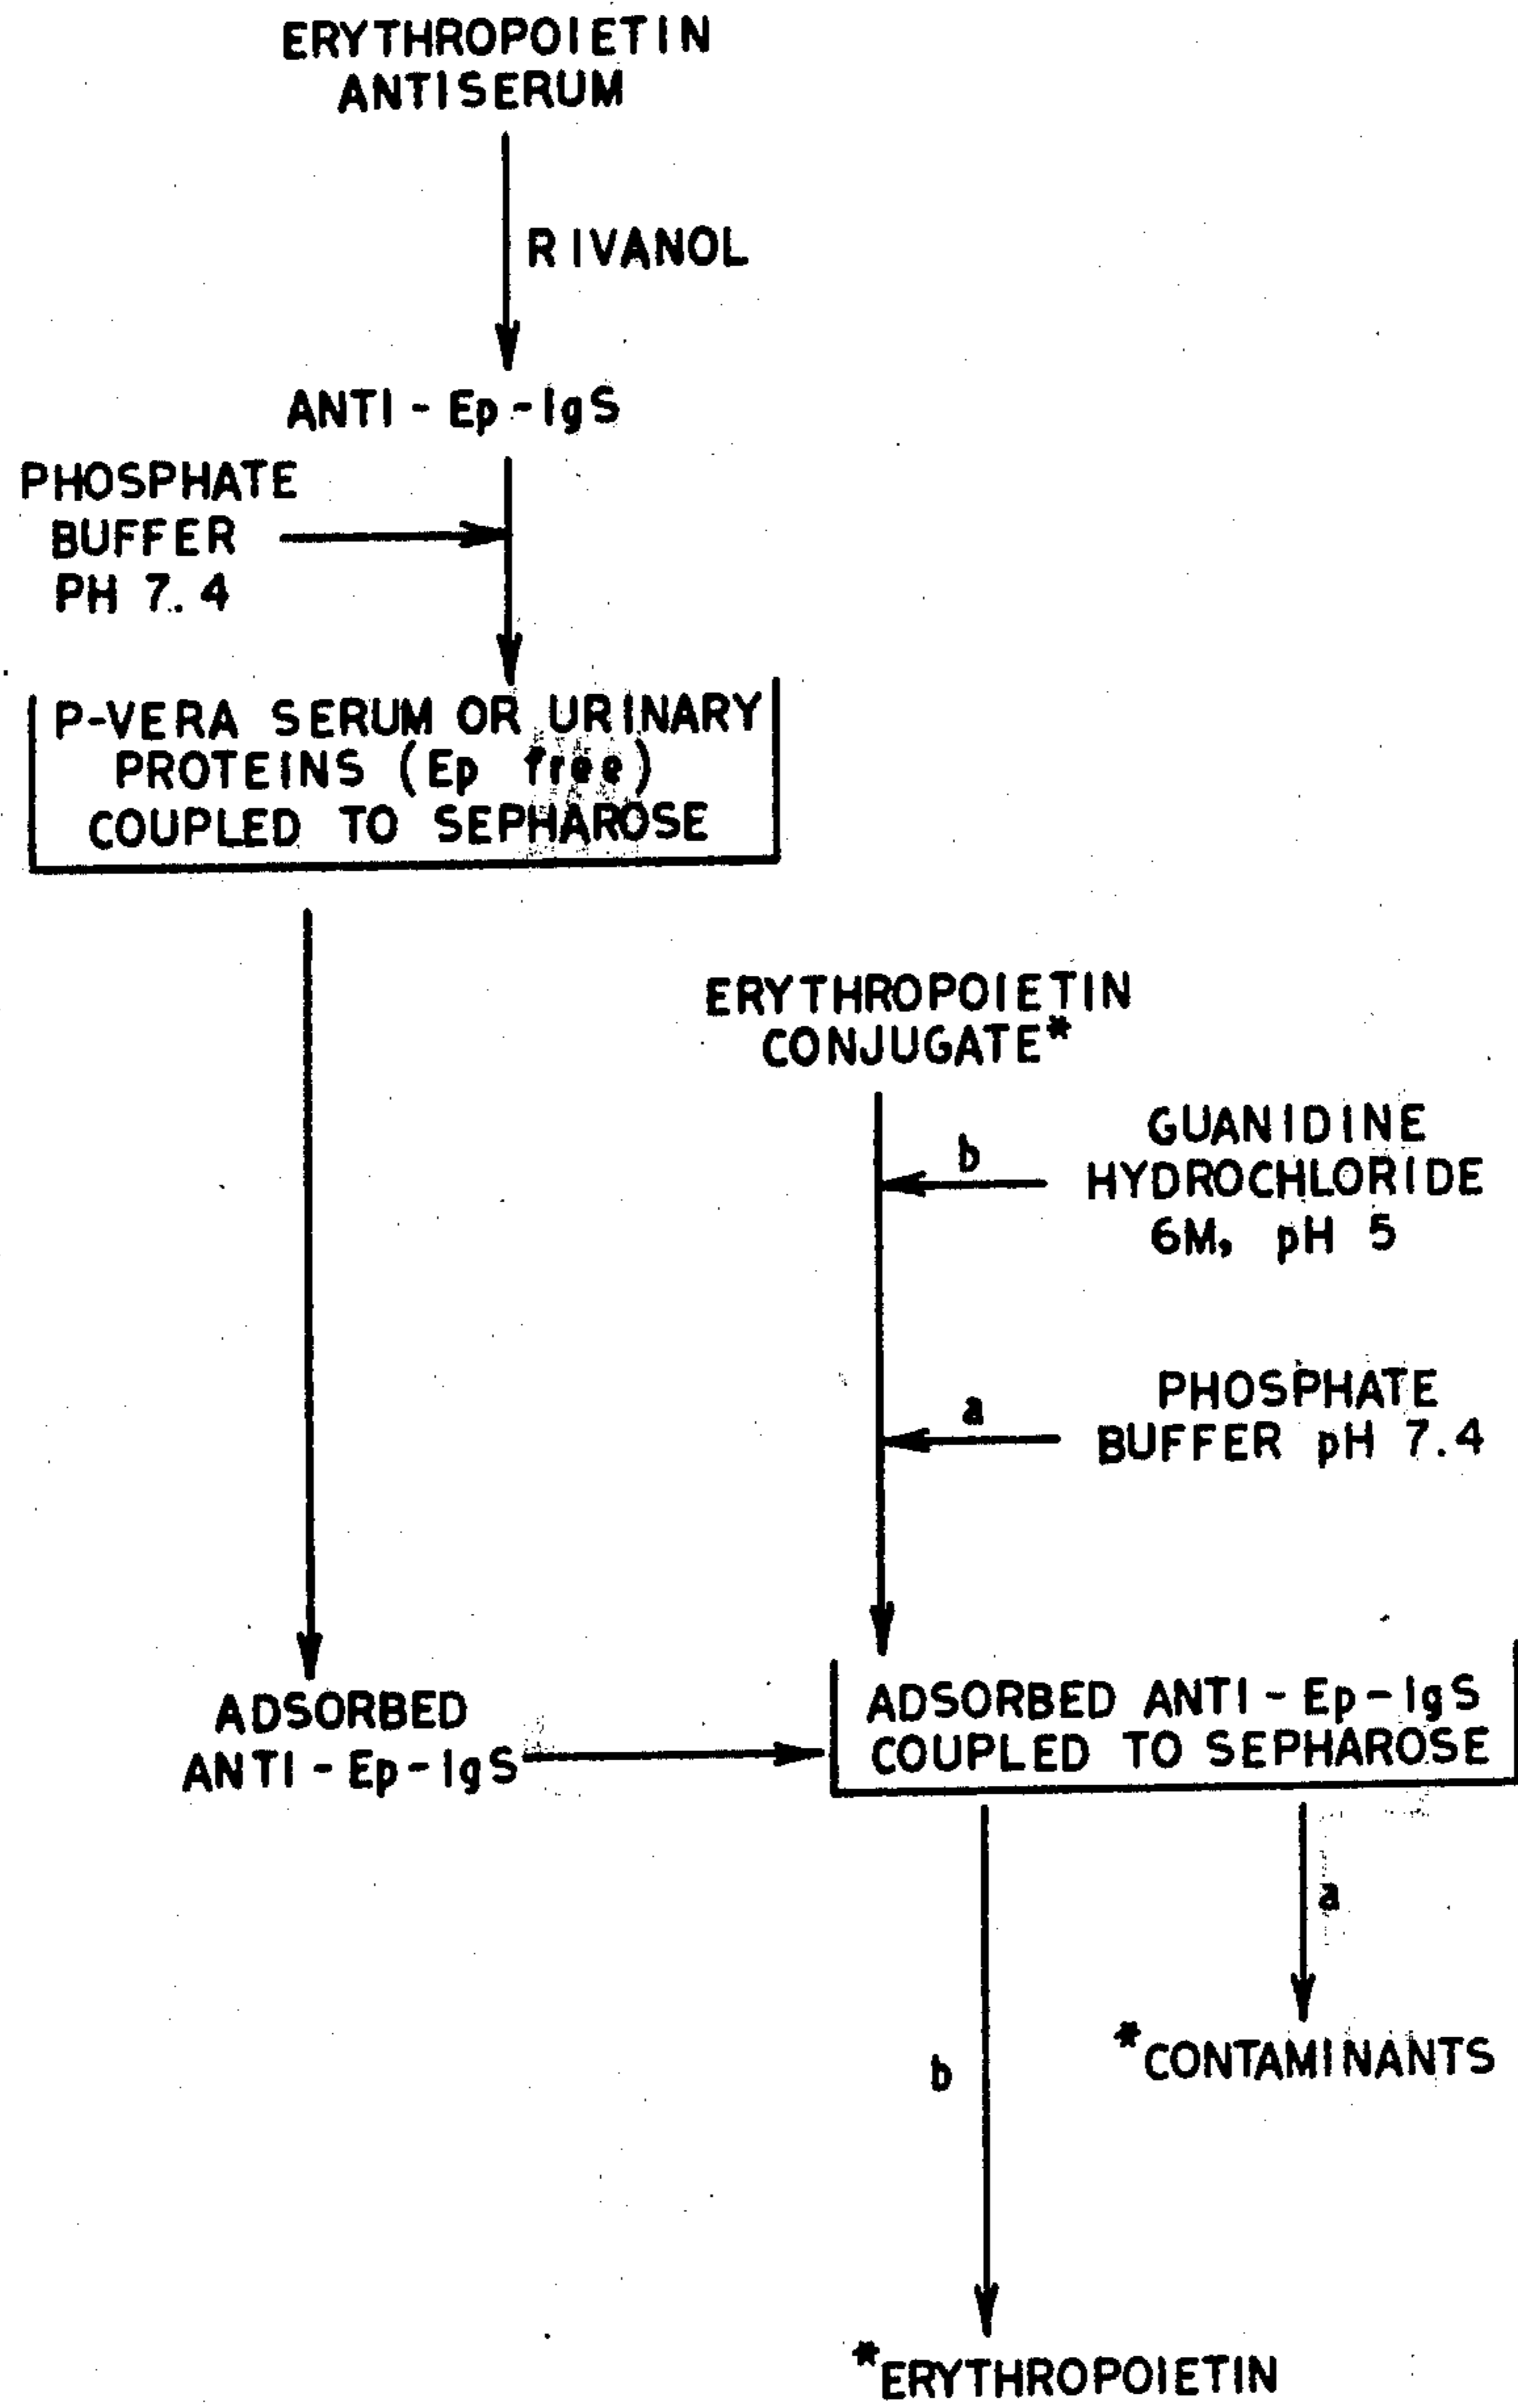 ERYTHROPOIETIN
ANTISERUM
RIVANOL
ANTI - Ep - IgS
PHOSPHATE
BUFFER
PH 7.4
P-VERA SERUM OR URINARY
PROTEINS (Ep free)
COUPLED TO SEPHAROSE
ERYTHROPOIETIN
CONJUGATE*
b
GUANIDINE
HYDROCHLORIDE
6M, pH 5
a
PHOSPHATE
BUFFER pH 7.4
ADSORBED
ANTI - Ep - IgS
ADSORBED ANTI - Ep - IgS
COUPLED TO SEPHAROSE
a
*CONTAMINANTS
b
*ERYTHROPOIETIN